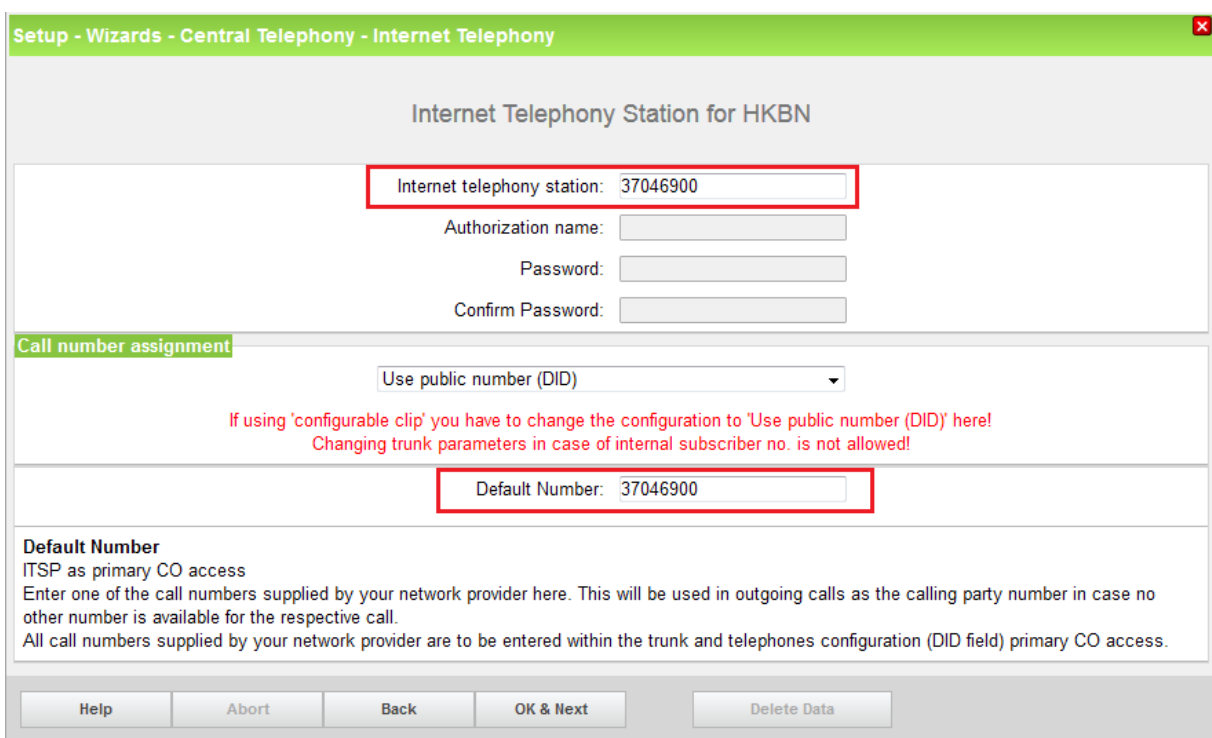 Setup - Wizards - Central Telephony - Internet Telephony
Internet Telephony Station for HKBN
Internet telephony station: 37046900
Authorization name:
Password:
Confirm Password:
Call number assignment
Use public number (DID)
If using 'configurable clip' you have to change the configuration to 'Use public number (DID)' here!
Changing trunk parameters in case of internal subscriber no. is not allowed!
Default Number: 37046900
Default Number
ITSP as primary CO access
Enter one of the call numbers supplied by your network provider here. This will be used in outgoing calls as the calling party number in case no
other number is available for the respective call.
All call numbers supplied by your network provider are to be entered within the trunk and telephones configuration (DID field) primary CO access.
Help Abort Back OK & Next Delete Data